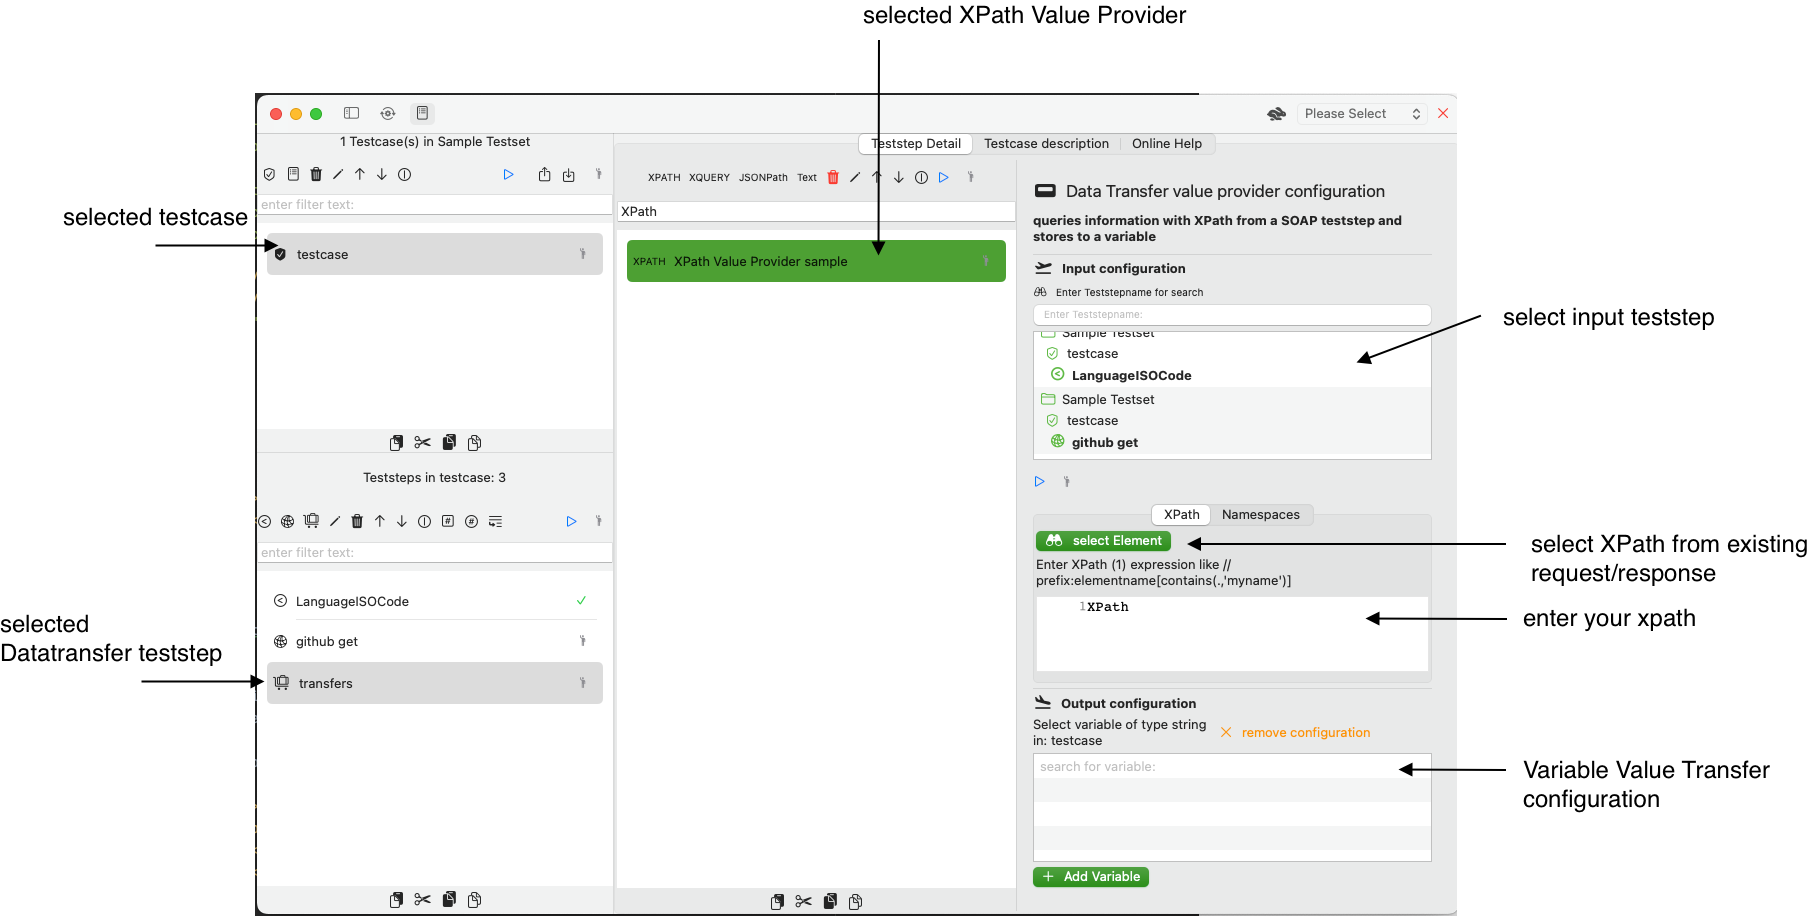 selected XPath Value Provider
Please Select
1 Testcase(s) in Sample Testset
Teststep Detail
Testcase description
Online Help
enter filter text:
selected testcase
testcase
Teststeps in testcase: 3
enter filter text:
LanguageISOCode
github get
selected
Datatransfer teststep
transfers
XPATH XQUERY JSONPath Text
XPath
XPATH XPath Value Provider sample
Data Transfer value provider configuration
queries information with XPath from a SOAP teststep and
stores to a variable
Input configuration
Enter Teststepname for search
Enter Teststepname:
select input teststep
Sample Testset
testcase
LanguageISOCode
Sample Testset
testcase
github get
XPath
Namespaces
select Element
select XPath from existing
request/response
Enter XPath (1) expression like //
prefix:elementname[contains(.,'myname')]
1XPath
enter your xpath
Output configuration
Select variable of type string
in: testcase
remove configuration
search for variable:
Variable Value Transfer
configuration
Add Variable